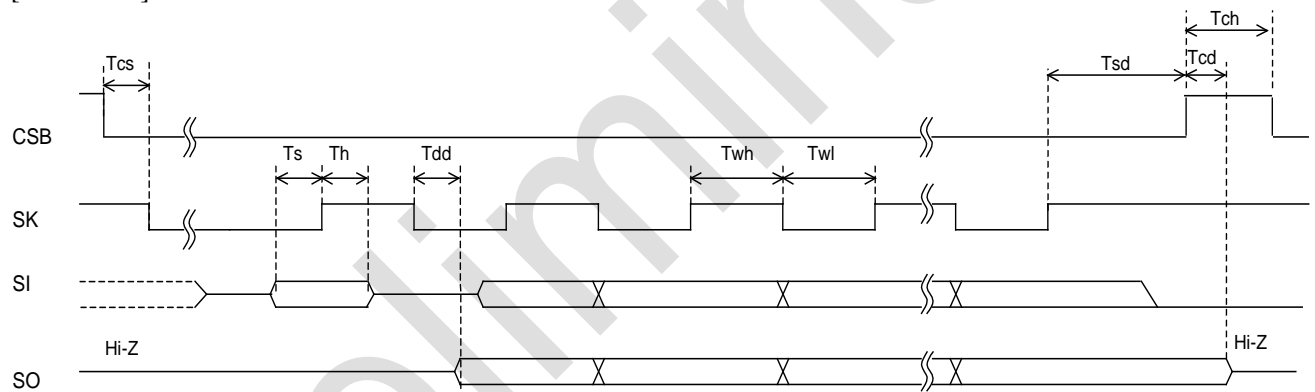 Tch
Tcs
Tsd
Tcd
CSB
Ts
Th
Tdd
Twh
Twl
SK
SI
Hi-Z
Hi-Z
SO